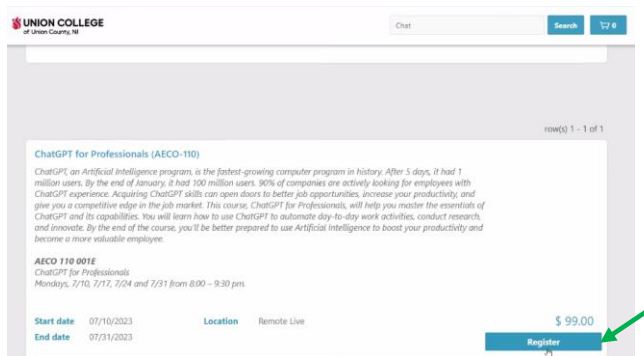 UNION COLLEGE
of Union County, NJ
Chat
Search
0
row(s) 1 - 1 of 1
ChatGPT for Professionals (AECO-110)
ChatGPT, an Artificial Intelligence program, is the fastest-growing computer program in history. After 5 days, it had 1
million users. By the end of January, it had 100 million users. 90% of companies are actively looking for employees with
ChatGPT experience. Acquiring ChatGPT skills can open doors to better job opportunities, increase your productivity, and
give you a competitive edge in the job market. This course, ChatGPT for Professionals, will help you master the essentials of
ChatGPT and its capabilities. You will learn how to use ChatGPT to automate day-to-day work activities, conduct research,
and innovate. By the end of the course, you'll be better prepared to use Artificial Intelligence to boost your productivity and
become a more valuable employee.
AECO 110 001E
ChatGPT for Professionals
Mondays, 7/10, 7/17, 7/24 and 7/31 from 8:00 – 9:30 pm.
Start date 07/10/2023 Location Remote Live $ 99.00
End date 07/31/2023 Register